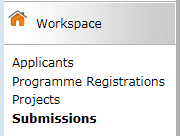 Workspace
Applicants
Programme Registrations
Projects
Submissions